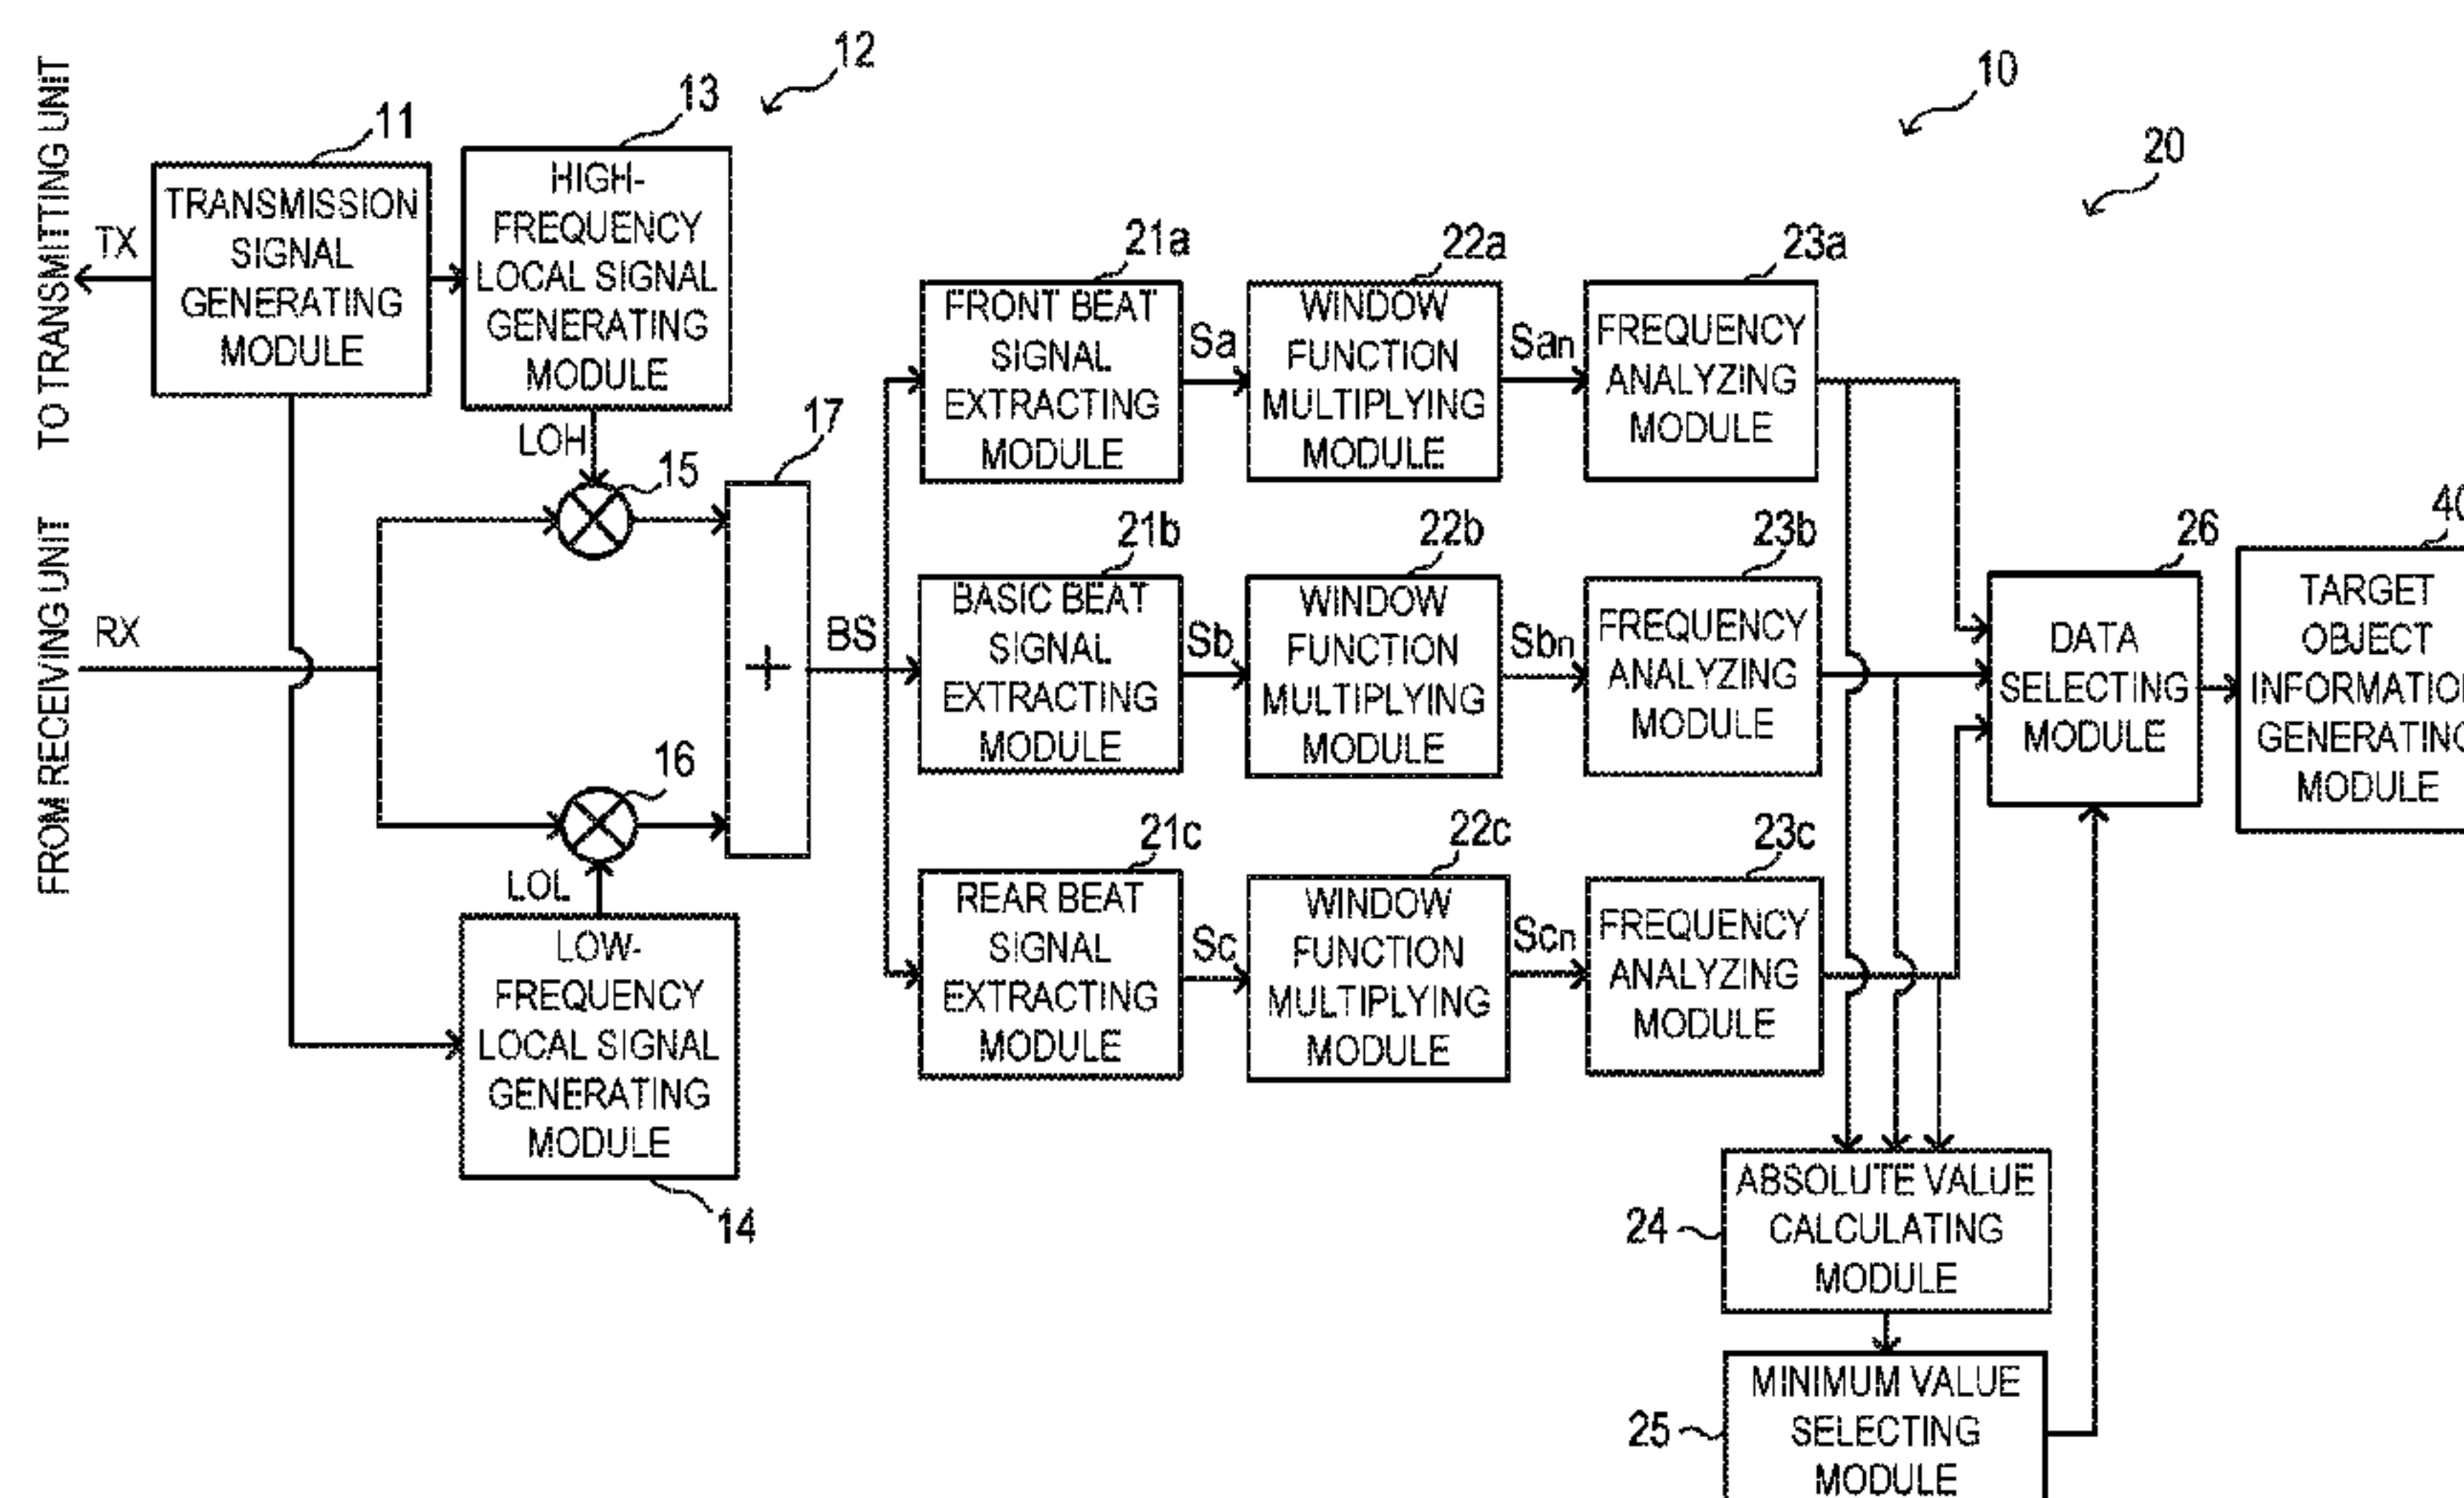 TO TRANSMITTING UNIT
FROM RECEIVING UNIT
12
10
20
11
TRANSMISSION
SIGNAL
GENERATING
MODULE
TX
13
HIGH-
FREQUENCY
LOCAL SIGNAL
GENERATING
MODULE
LOH
15
17
RX
+
BS
16
LOL
LOW-
FREQUENCY
LOCAL SIGNAL
GENERATING
MODULE
14
21a
FRONT BEAT
SIGNAL
EXTRACTING
MODULE
Sa
22a
WINDOW
FUNCTION
MULTIPLYING
MODULE
San
23a
FREQUENCY
ANALYZING
MODULE
21b
BASIC BEAT
SIGNAL
EXTRACTING
MODULE
Sb
22b
WINDOW
FUNCTION
MULTIPLYING
MODULE
Sbn
23b
FREQUENCY
ANALYZING
MODULE
21c
REAR BEAT
SIGNAL
EXTRACTING
MODULE
Sc
22c
WINDOW
FUNCTION
MULTIPLYING
MODULE
Scn
23c
FREQUENCY
ANALYZING
MODULE
26
DATA
SELECTING
MODULE
TARGET
OBJECT
MODULE
24
ABSOLUTE VALUE
CALCULATING
MODULE
25
MINIMUM VALUE
SELECTING
MODULE